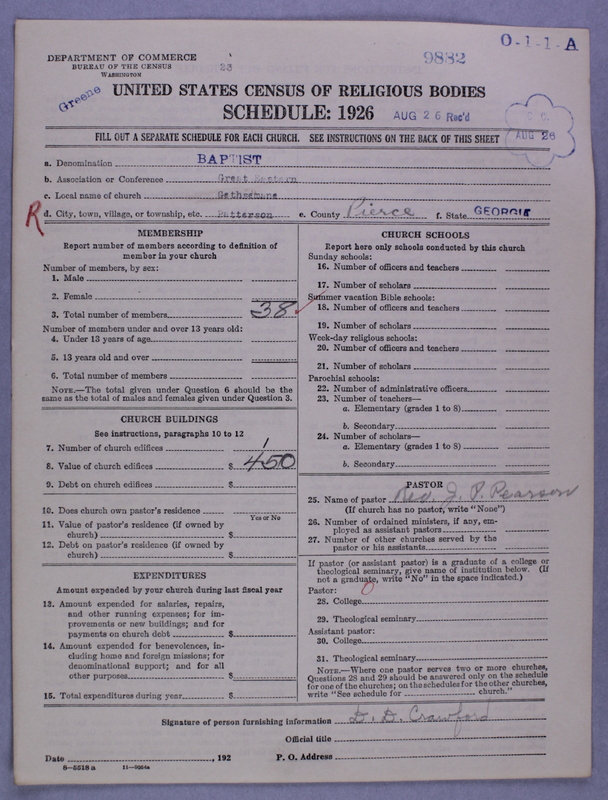 DEPARTMENT OF COMMERCE
BUREAU OF THE CENSUS
WASHINGTON
23
9882
O-1-1-A
Greene
UNITED STATES CENSUS OF RELIGIOUS BODIES
SCHEDULE: 1926
AUG 26 Rec'd
AUG 26
FILL OUT A SEPARATE SCHEDULE FOR EACH CHURCH. SEE INSTRUCTIONS ON THE BACK OF THIS SHEET
a. Denomination BAPTIST
b. Association or Conference Great Eastern
c. Local name of church Gethsemane
R d. City, town, village, or township, etc. Patterson e. County Pierce f. State GEORGIA
MEMBERSHIP
Report number of members according to definition of
member in your church
Number of members, by sex:
1. Male
2. Female
3. Total number of members 38
Number of members under and over 13 years old:
4. Under 13 years of age
5. 13 years old and over
6. Total number of members
NOTE.—The total given under Question 6 should be the
same as the total of males and females given under Question 3.
CHURCH BUILDINGS
See instructions, paragraphs 10 to 12
7. Number of church edifices 1
8. Value of church edifices $ 450
9. Debt on church edifices $
10. Does church own pastor's residence
Yes or No
11. Value of pastor's residence (if owned by
church) $
12. Debt on pastor's residence (if owned by
church) $
EXPENDITURES
Amount expended by your church during last fiscal year
13. Amount expended for salaries, repairs,
and other running expenses; for im-
provements or new buildings; and for
payments on church debt $
14. Amount expended for benevolences, in-
cluding home and foreign missions; for
denominational support; and for all
other purposes $
15. Total expenditures during year $
CHURCH SCHOOLS
Report here only schools conducted by this church
Sunday schools:
16. Number of officers and teachers
17. Number of scholars
Summer vacation Bible schools:
18. Number of officers and teachers
19. Number of scholars
Week-day religious schools:
20. Number of officers and teachers
21. Number of scholars
Parochial schools:
22. Number of administrative officers
23. Number of teachers—
a. Elementary (grades 1 to 8)
b. Secondary
24. Number of scholars—
a. Elementary (grades 1 to 8)
b. Secondary
PASTOR
25. Name of pastor Rev. J. P. Pearson
(If church has no pastor, write "None")
26. Number of ordained ministers, if any, em-
ployed as assistant pastors
27. Number of other churches served by the
pastor or his assistants
If pastor (or assistant pastor) is a graduate of a college or
theological seminary, give name of institution below. (If
not a graduate, write "No" in the space indicated.)
Pastor: 0
28. College
29. Theological seminary
Assistant pastor:
30. College
31. Theological seminary
NOTE.—Where one pastor serves two or more churches,
Questions 28 and 29 should be answered only on the schedule
for one of the churches; on the schedules for the other churches,
write "See schedule for church."
Signature of person furnishing information D. D. Crawford
Official title
Date , 192 P. O. Address
8-5518a 11-9054a